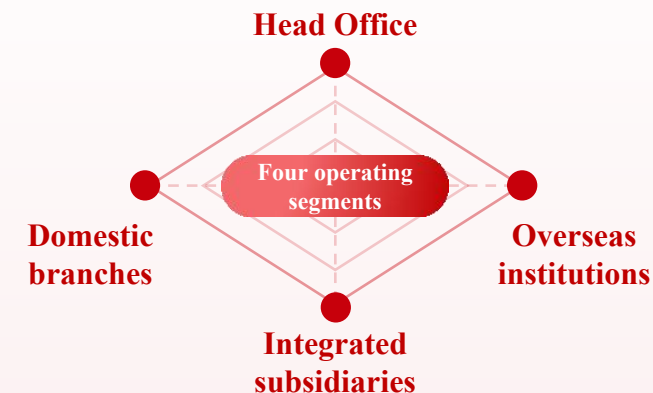 Head Office
Four operating
segments
Domestic
branches
Overseas
institutions
Integrated
subsidiaries